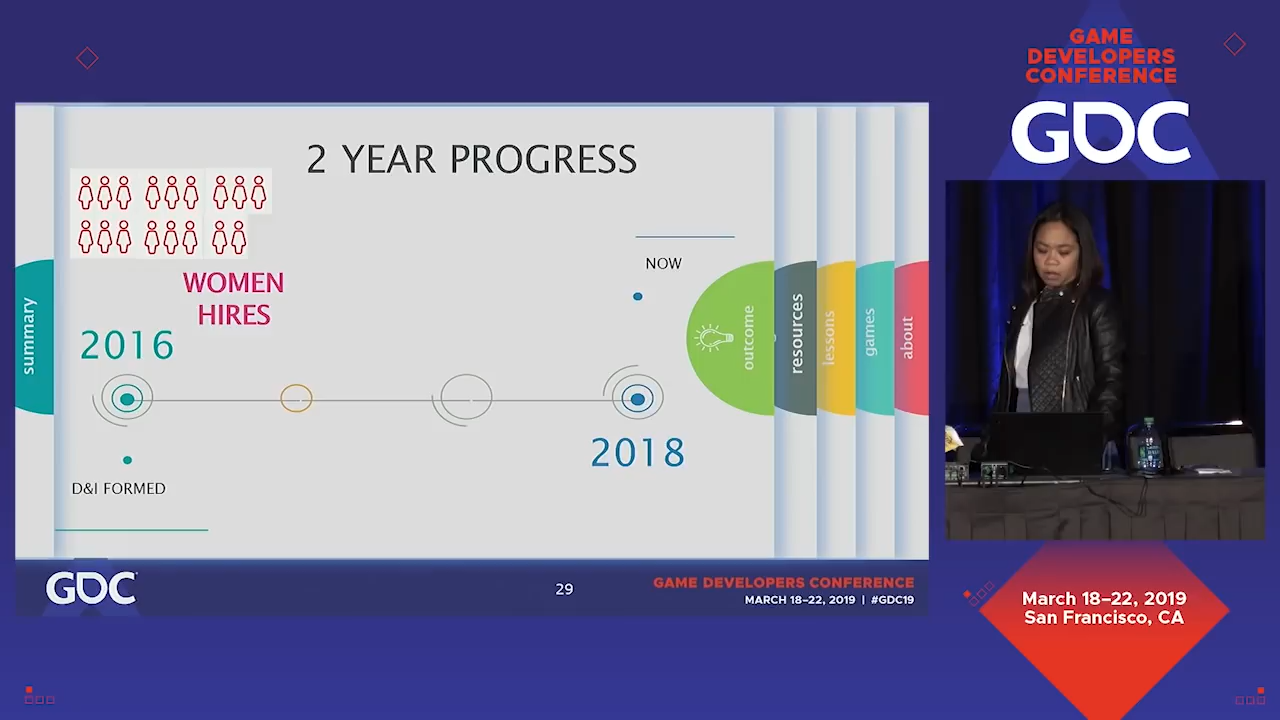 GAME
DEVELOPERS
CONFERENCE
GDC
2 YEAR PROGRESS
WOMEN
HIRES
2016
NOW
summary
outcome
resources
lessons
games
about
2018
D&I FORMED
GDC
29
GAME DEVELOPERS CONFERENCE
MARCH 18–22, 2019 | #GDC19
March 18–22, 2019
San Francisco, CA